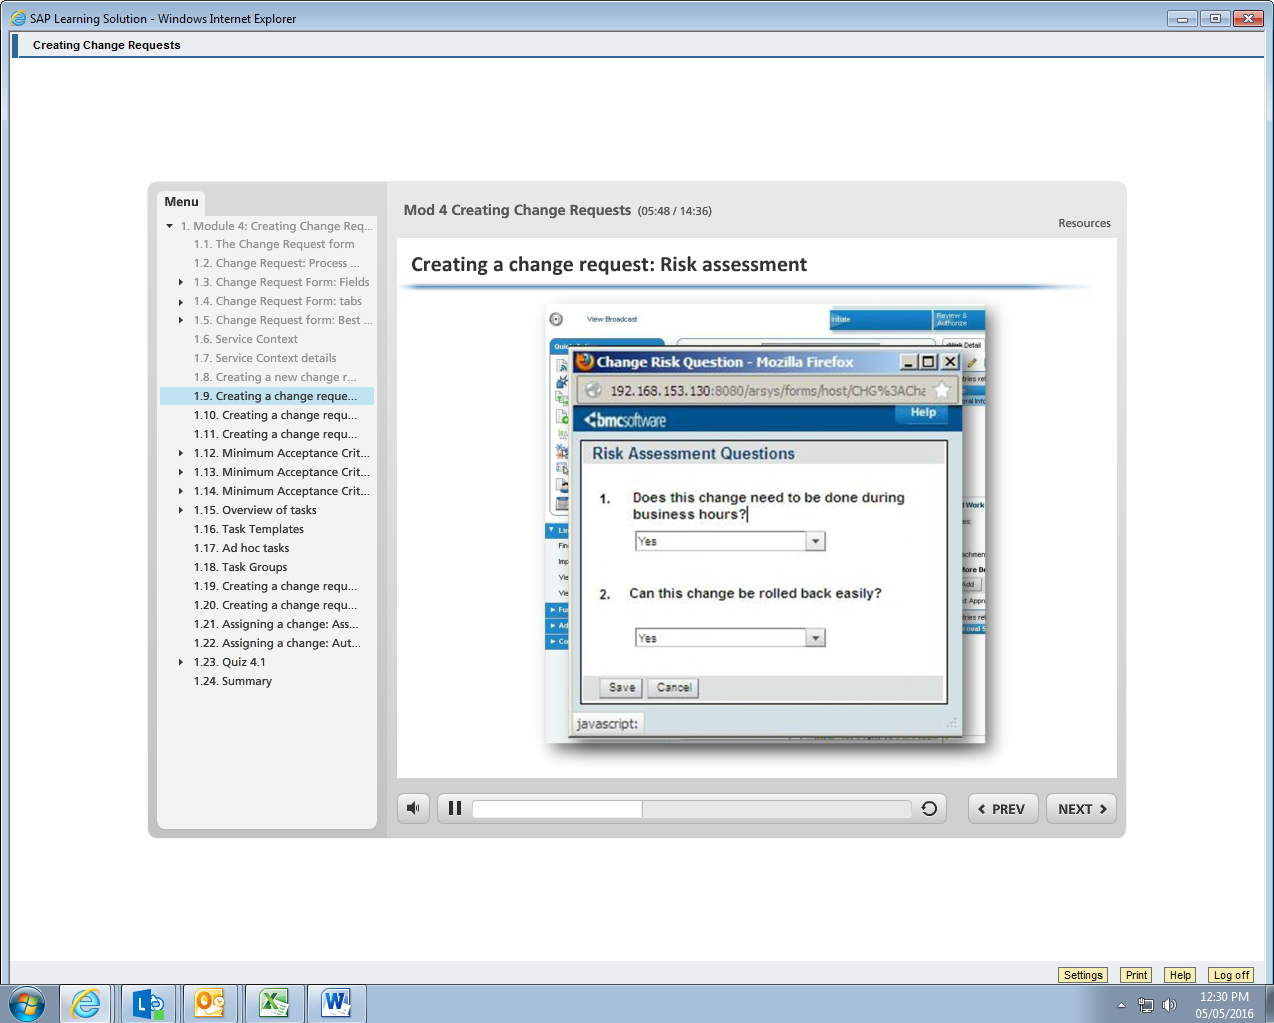 SAP Learning Solution - Windows Internet Explorer
Creating Change Requests
Menu
1. Module 4: Creating Change Req...
1.1. The Change Request form
1.2. Change Request: Process ...
1.3. Change Request Form: Fields
1.4. Change Request Form: tabs
1.5. Change Request form: Best ...
1.6. Service Context
1.7. Service Context details
1.8. Creating a new change r...
1.9. Creating a change reque...
1.10. Creating a change requ...
1.11. Creating a change requ...
1.12. Minimum Acceptance Crit...
1.13. Minimum Acceptance Crit...
1.14. Minimum Acceptance Crit...
1.15. Overview of tasks
1.16. Task Templates
1.17. Ad hoc tasks
1.18. Task Groups
1.19. Creating a change requ...
1.20. Creating a change requ...
1.21. Assigning a change: Ass...
1.22. Assigning a change: Aut...
1.23. Quiz 4.1
1.24. Summary
Mod 4 Creating Change Requests (05:48 / 14:36)
Resources
Creating a change request: Risk assessment
View Broadcast
Initiate
Review &
Authorize
Detail
Change Risk Question - Mozilla Firefox
192.168.153.130:8080/arsys/forms/host/CHG%3ACha
Help
bmcsoftware
Risk Assessment Questions
1. Does this change need to be done during
business hours?
Yes
2. Can this change be rolled back easily?
Yes
Save Cancel
javascript:
PREV
NEXT
Settings Print Help Log off
12:30 PM
05/05/2016